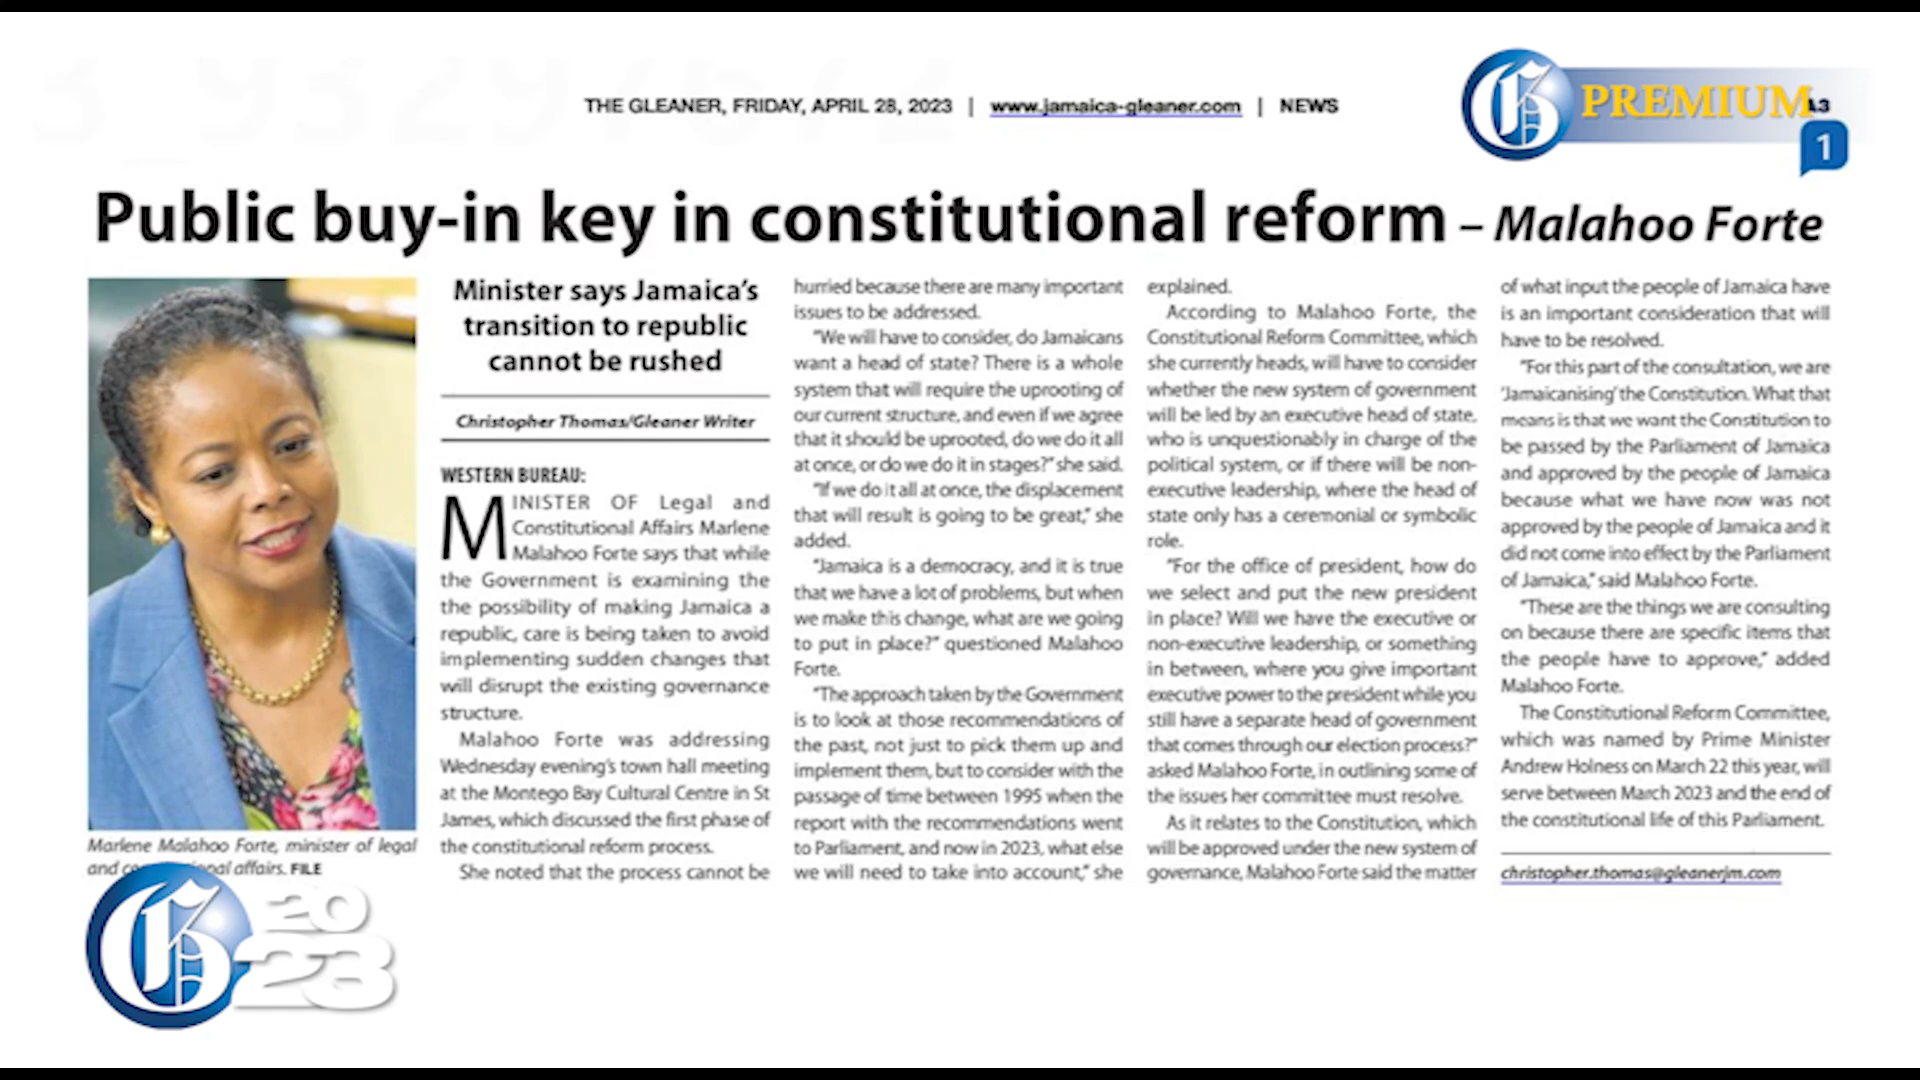 THE GLEANER, FRIDAY, APRIL 28, 2023 | www.jamaica-gleaner.com | NEWS
PREMIUM
A3
1
Public buy-in key in constitutional reform – Malahoo Forte
Marlene Malahoo Forte, minister of legal
and affairs. FILE
Minister says Jamaica's
transition to republic
cannot be rushed
Christopher Thomas/Gleaner Writer
WESTERN BUREAU:
MINISTER OF Legal and
Constitutional Affairs Marlene
Malahoo Forte says that while
the Government is examining the
the possibility of making Jamaica a
republic, care is being taken to avoid
implementing sudden changes that
will disrupt the existing governance
structure.
Malahoo Forte was addressing
Wednesday evening's town hall meeting
at the Montego Bay Cultural Centre in St
James, which discussed the first phase of
the constitutional reform process.
She noted that the process cannot be
hurried because there are many important
issues to be addressed.
"We will have to consider, do Jamaicans
want a head of state? There is a whole
system that will require the uprooting of
our current structure, and even if we agree
that it should be uprooted, do we do it all
at once, or do we do it in stages?" she said.
"If we do it all at once, the displacement
that will result is going to be great," she
added.
"Jamaica is a democracy, and it is true
that we have a lot of problems, but when
we make this change, what are we going
to put in place?" questioned Malahoo
Forte.
"The approach taken by the Government
is to look at those recommendations of
the past, not just to pick them up and
implement them, but to consider with the
passage of time between 1995 when the
report with the recommendations went
to Parliament, and now in 2023, what else
we will need to take into account," she
explained.
According to Malahoo Forte, the
Constitutional Reform Committee, which
she currently heads, will have to consider
whether the new system of government
will be led by an executive head of state,
who is unquestionably in charge of the
political system, or if there will be non-
executive leadership, where the head of
state only has a ceremonial or symbolic
role.
"For the office of president, how do
we select and put the new president
in place? Will we have the executive or
non-executive leadership, or something
in between, where you give important
executive power to the president while you
still have a separate head of government
that comes through our election process?"
asked Malahoo Forte, in outlining some of
the issues her committee must resolve.
As it relates to the Constitution, which
will be approved under the new system of
governance, Malahoo Forte said the matter
of what input the people of Jamaica have
is an important consideration that will
have to be resolved.
"For this part of the consultation, we are
'Jamaicanising' the Constitution. What that
means is that we want the Constitution to
be passed by the Parliament of Jamaica
and approved by the people of Jamaica
because what we have now was not
approved by the people of Jamaica and it
did not come into effect by the Parliament
of Jamaica," said Malahoo Forte.
"These are the things we are consulting
on because there are specific items that
the people have to approve," added
Malahoo Forte.
The Constitutional Reform Committee,
which was named by Prime Minister
Andrew Holness on March 22 this year, will
serve between March 2023 and the end of
the constitutional life of this Parliament.
christopher.thomas@gleanerjm.com
G
2023